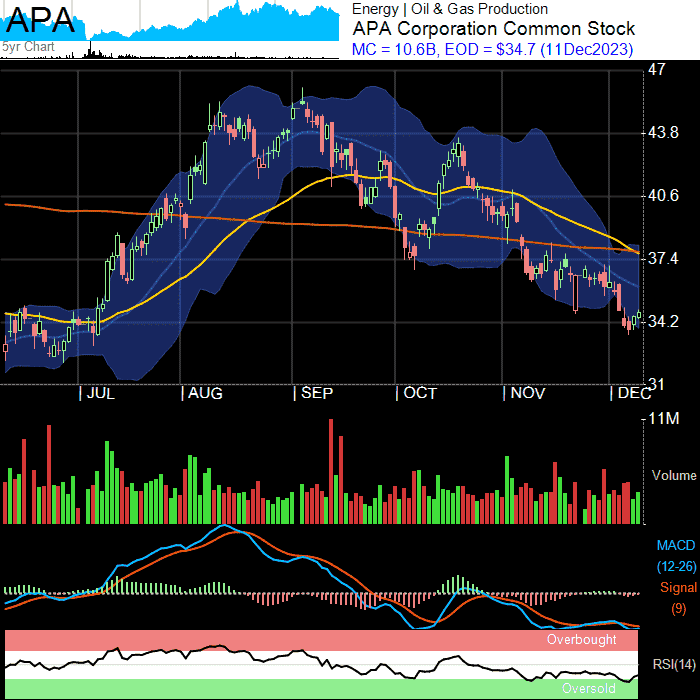 APA
5yr Chart
Energy | Oil & Gas Production
APA Corporation Common Stock
MC = 10.6B, EOD = $34.7 (11Dec2023)
47
43.8
40.6
37.4
34.2
31
| JUL
| AUG
| SEP
| OCT
| NOV
| DEC
11M
Volume
MACD
(12-26)
Signal
(9)
Overbought
RSI(14)
Oversold